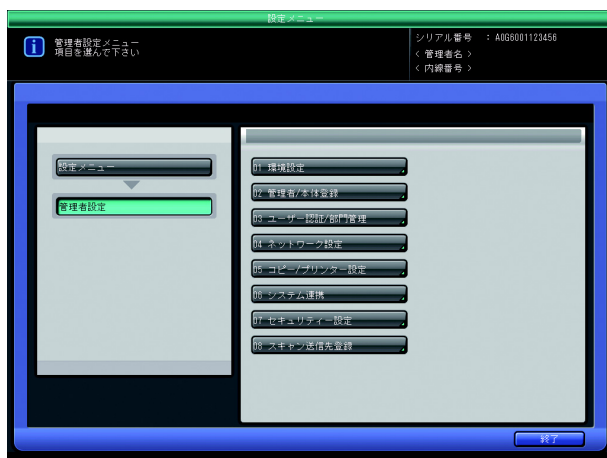 設定メニュー
管理者設定メニュー
項目を選んで下さい
シリアル番号 : A0G6001123456
< 管理者名 >
< 内線番号 >
設定メニュー
管理者設定
01 環境設定
02 管理者/本体登録
03 ユーザー認証/部門管理
04 ネットワーク設定
05 コピー/プリンター設定
06 システム連携
07 セキュリティー設定
08 スキャン送信先登録
終了